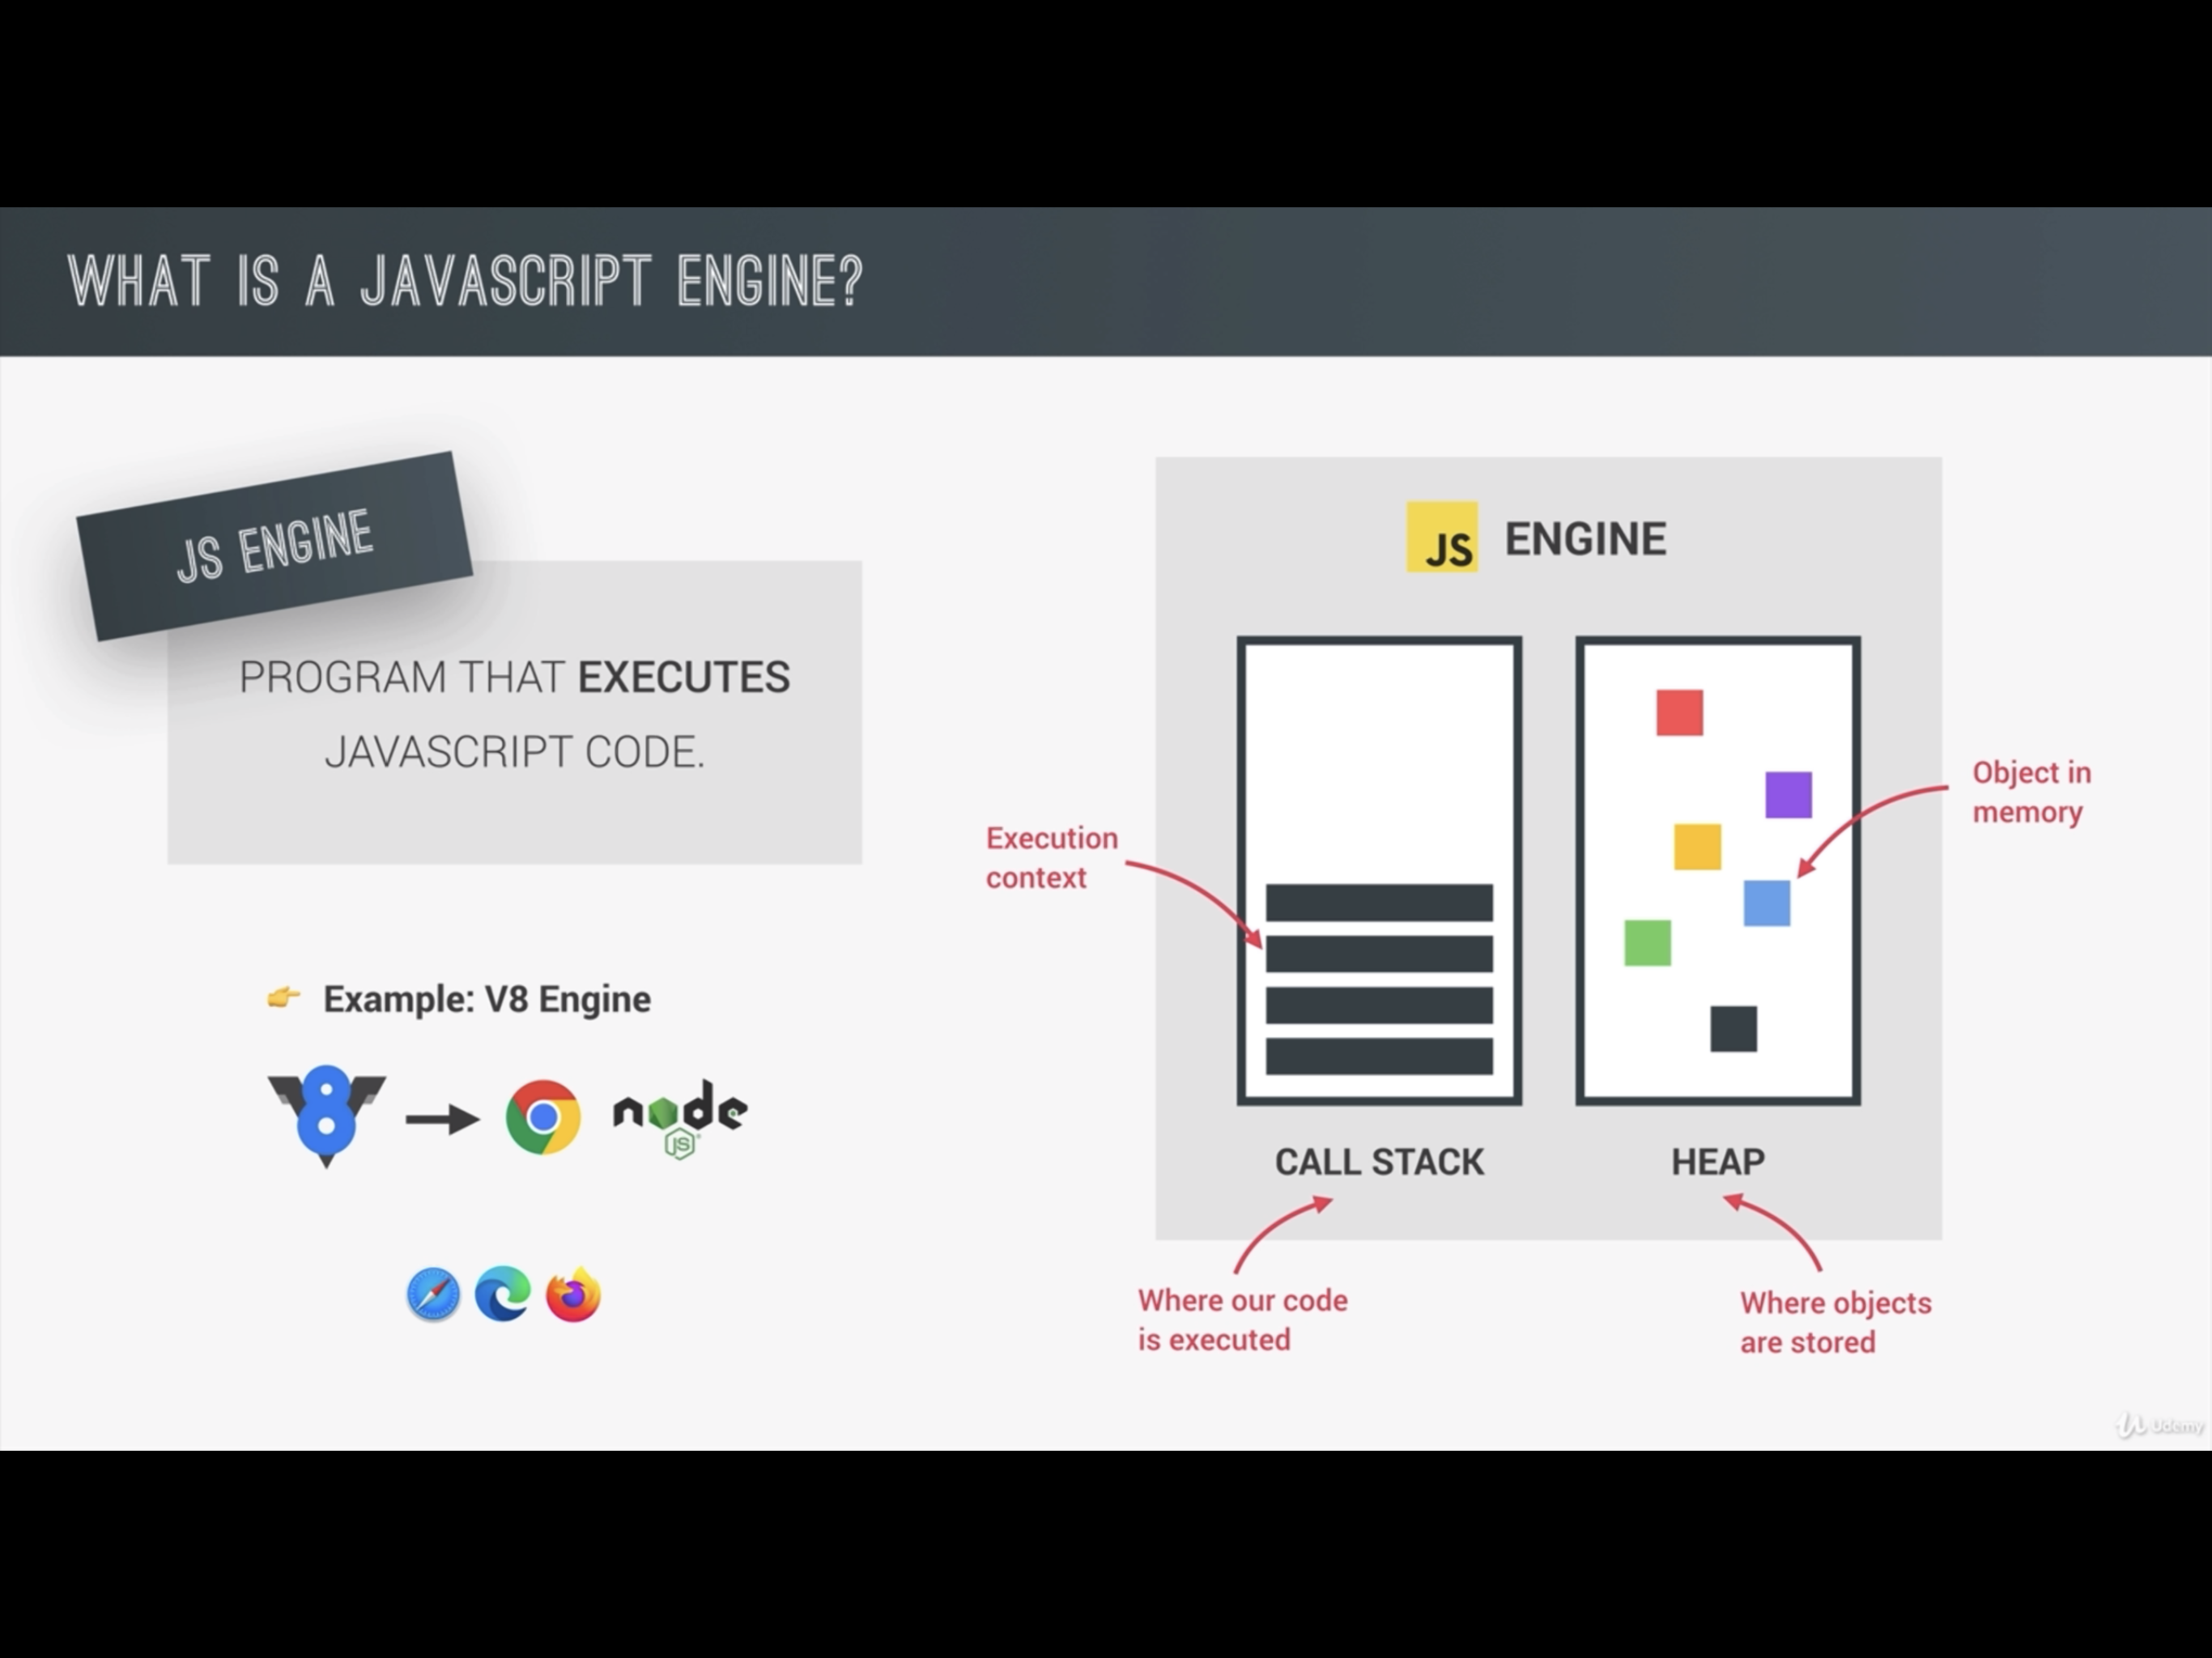 WHAT IS A JAVASCRIPT ENGINE?
JS ENGINE
PROGRAM THAT EXECUTES
JAVASCRIPT CODE.
👉 Example: V8 Engine
V8
node
JS
JS ENGINE
Execution
context
Object in
memory
CALL STACK
HEAP
Where our code
is executed
Where objects
are stored
Udemy